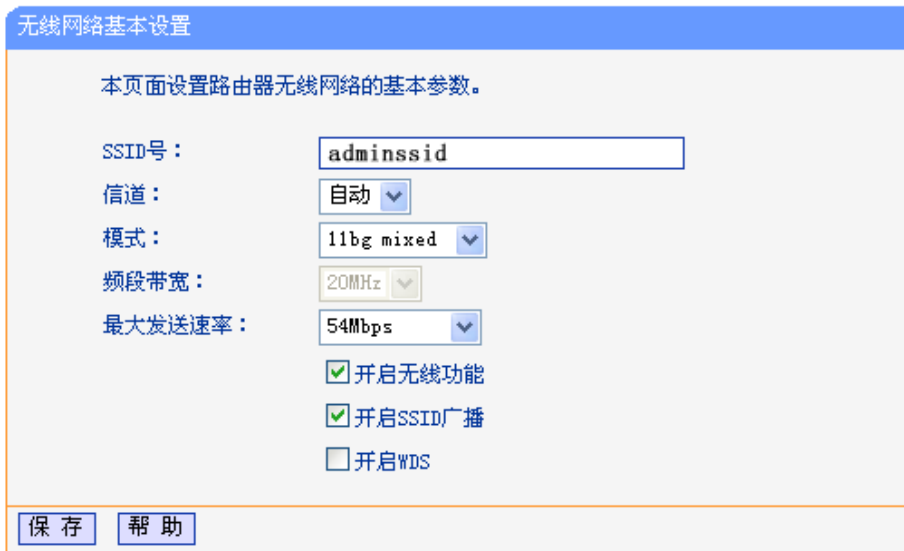 无线网络基本设置
本页面设置路由器无线网络的基本参数。
SSID号： adminssid
信道： 自动
模式： 11bg mixed
频段带宽： 20MHz
最大发送速率： 54Mbps
开启无线功能
开启SSID广播
开启WDS
保 存 帮 助